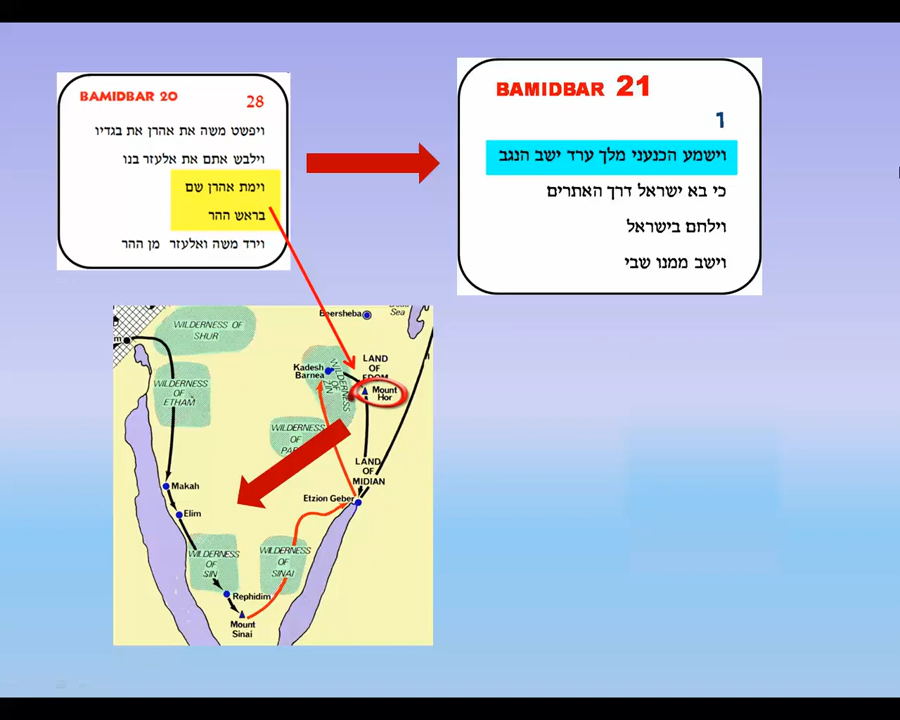 BAMIDBAR 20
28
ויפשט משה את אהרן את בגדיו
וילבש אתם את אלעזר בנו
וימת אהרן שם
בראש ההר
וירד משה ואלעזר מן ההר
BAMIDBAR 21
1
וישמע הכנעני מלך ערד ישב הנגב
כי בא ישראל דרך האתרים
וילחם בישראל
וישב ממנו שבי
Beersheba
Sea
WILDERNESS OF
SHUR
LAND
OF
EDOM
Kadesh
Barnea
WILDERNESS
OF
ZIN
Mount
Hor
WILDERNESS
OF
ETHAM
WILDERNESS
OF
LAND
OF
MIDIAN
Makah
Etzion Geber
Elim
WILDERNESS
OF
SIN
WILDERNESS
OF
SINAI
Rephidim
Mount
Sinai